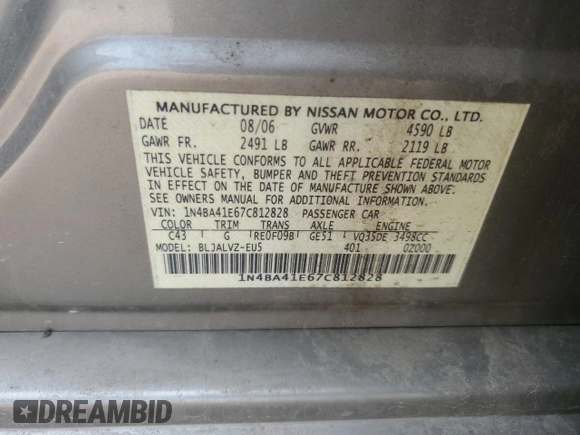 MANUFACTURED BY NISSAN MOTOR CO., LTD.
DATE 08/06 GVWR 4590 LB
GAWR FR. 2491 LB GAWR RR. 2119 LB
THIS VEHICLE CONFORMS TO ALL APPLICABLE FEDERAL MOTOR
VEHICLE SAFETY, BUMPER AND THEFT PREVENTION STANDARDS
IN EFFECT ON THE DATE OF MANUFACTURE SHOWN ABOVE.
SEE OWNERS MANUAL FOR ADDITIONAL INFORMATION.
VIN: 1N4BA41E67C812828 PASSENGER CAR
COLOR TRIM TRANS AXLE ENGINE
C43 G RE0F09B GE51 VQ35DE 3498CC
MODEL: BLJALVZ-EU5 401 0Z000
1N4BA41E67C812828
DREAMBID